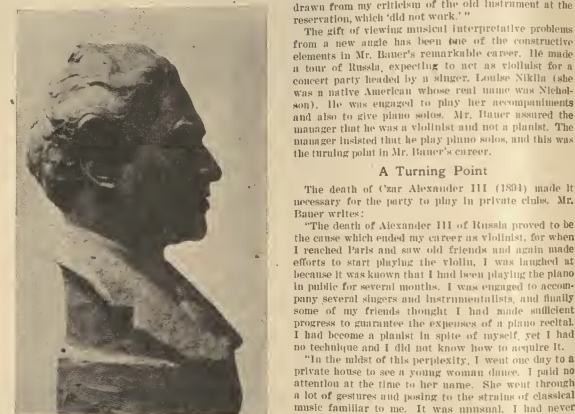 drawn from my criticism of the old instrument at the
reservation, which 'did not work.' "
The gift of viewing musical interpretative problems
from a new angle has been one of the constructive
elements in Mr. Bauer's remarkable career. He made
a tour of Russia, expecting to act as violinist for a
concert party headed by a singer, Louise Nikita (she
was a native American whose real name was Nichol-
son). He was engaged to play her accompaniments
and also to give piano solos. Mr. Bauer assured the
manager that he was a violinist and not a pianist. The
manager insisted that he play piano solos, and this was
the turning point in Mr. Bauer's career.
A Turning Point
The death of Czar Alexander III (1894) made it
necessary for the party to play in private clubs. Mr.
Bauer writes:
"The death of Alexander III of Russia proved to be
the cause which ended my career as violinist, for when
I reached Paris and saw old friends and again made
efforts to start playing the violin, I was laughed at
because it was known that I had been playing the piano
in public for several months. I was engaged to accom-
pany several singers and instrumentalists, and finally
some of my friends thought I had made sufficient
progress to guarantee the expenses of a piano recital.
I had become a pianist in spite of myself, yet I had
no technique and I did not know how to acquire it.
"In the midst of this perplexity, I went one day to a
private house to see a young woman dance. I paid no
attention at the time to her name. She went through
a lot of gestures and posing to the strains of classical
music familiar to me. It was unusual. I had never